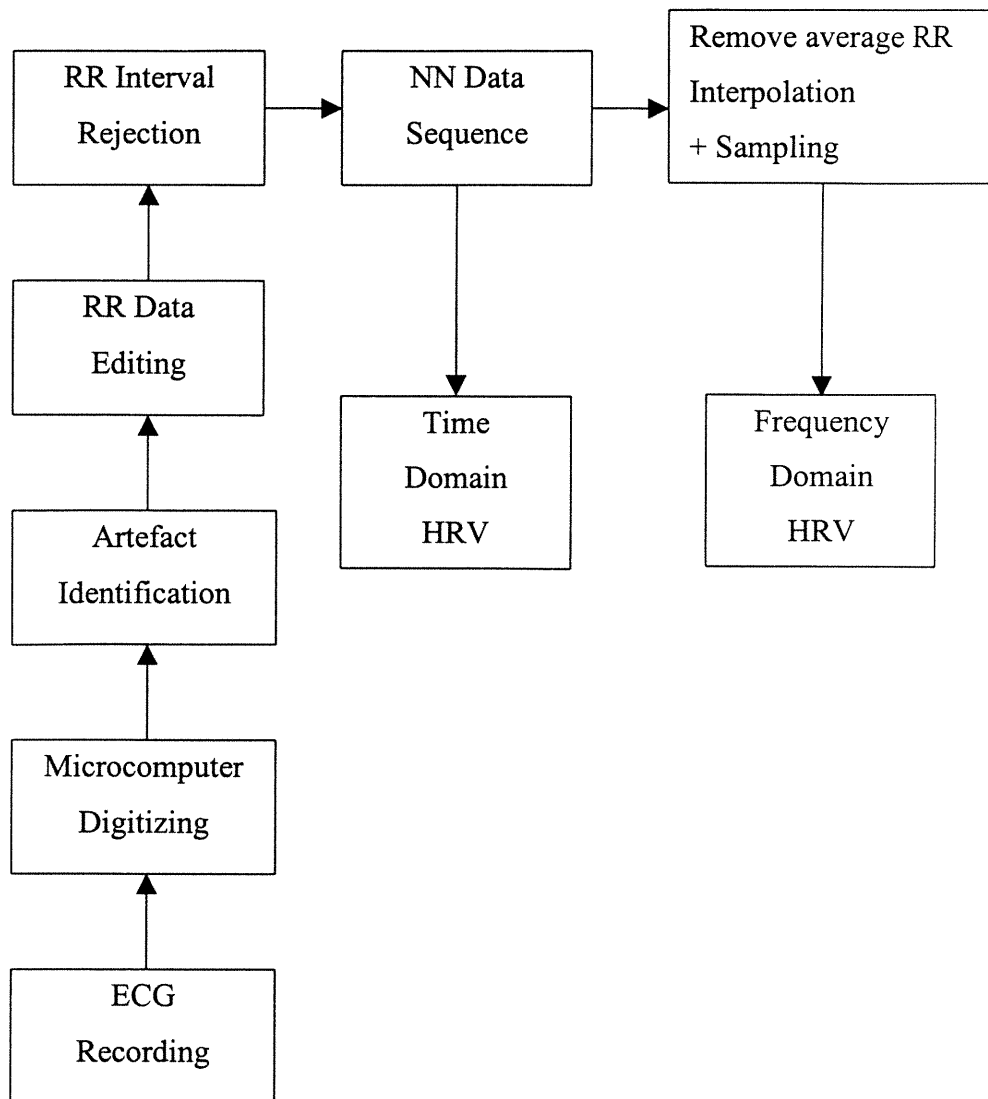 RR Interval
Rejection
NN Data
Sequence
Remove average RR
Interpolation
+ Sampling
RR Data
Editing
Time
Domain
HRV
Frequency
Domain
HRV
Artefact
Identification
Microcomputer
Digitizing
ECG
Recording